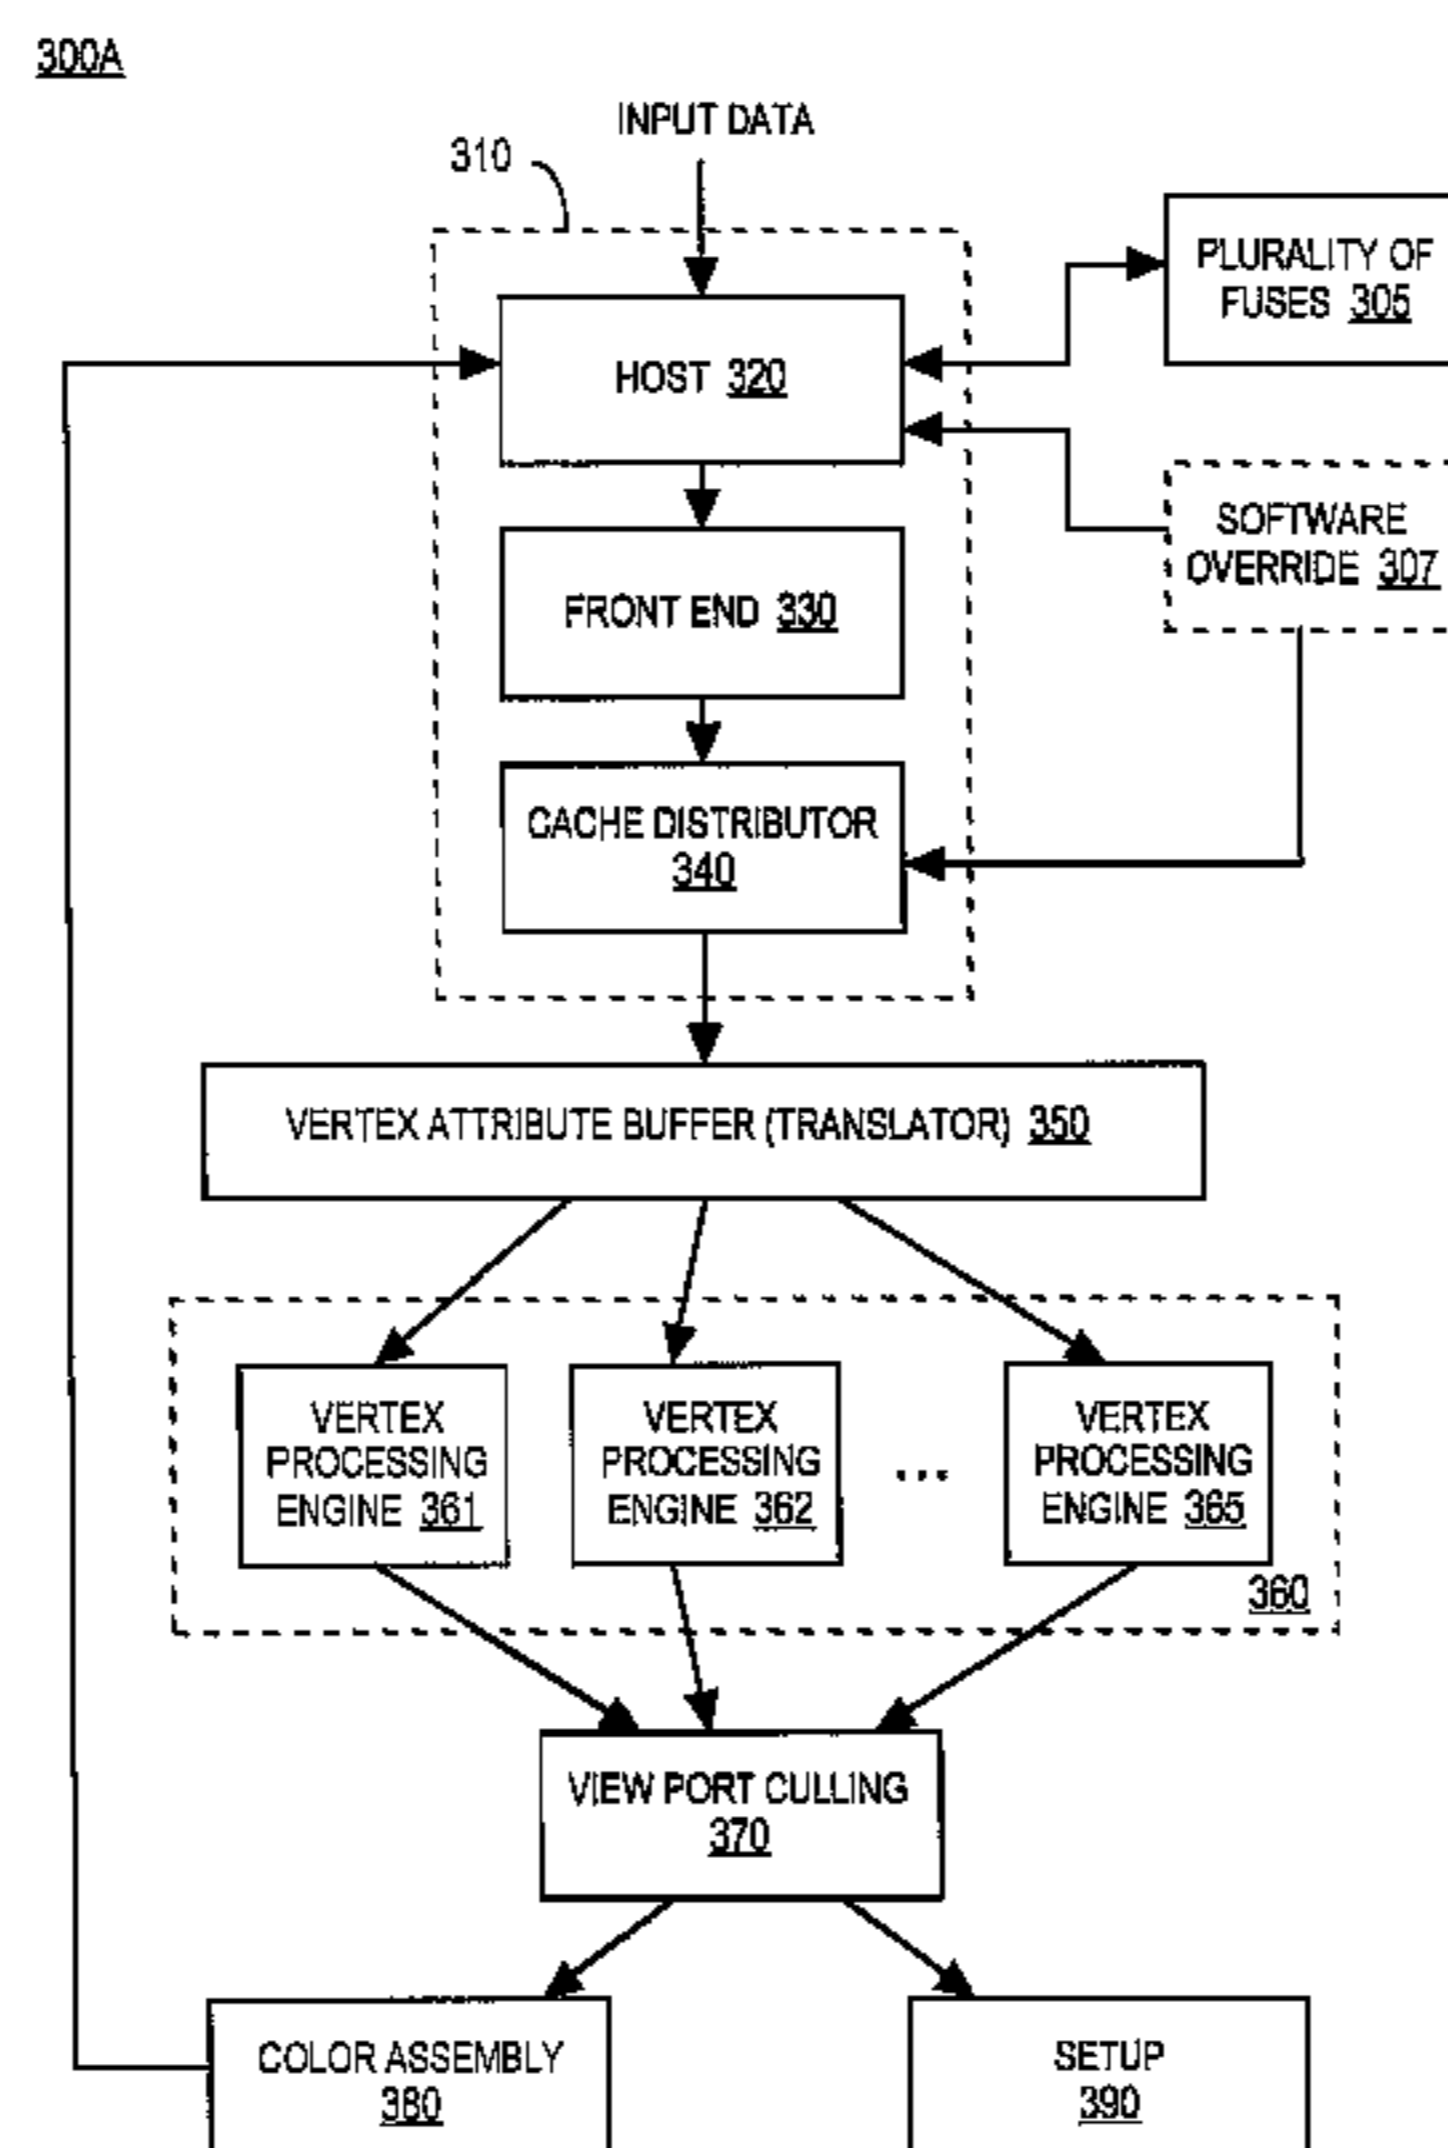 300A
INPUT DATA
310
PLURALITY OF
FUSES 305
HOST 320
SOFTWARE
OVERRIDE 307
FRONT END 330
CACHE DISTRIBUTOR
340
VERTEX ATTRIBUTE BUFFER (TRANSLATOR) 350
VERTEX
PROCESSING
ENGINE 361
VERTEX
PROCESSING
ENGINE 362
...
VERTEX
PROCESSING
ENGINE 365
360
VIEW PORT CULLING
370
COLOR ASSEMBLY
380
SETUP
390